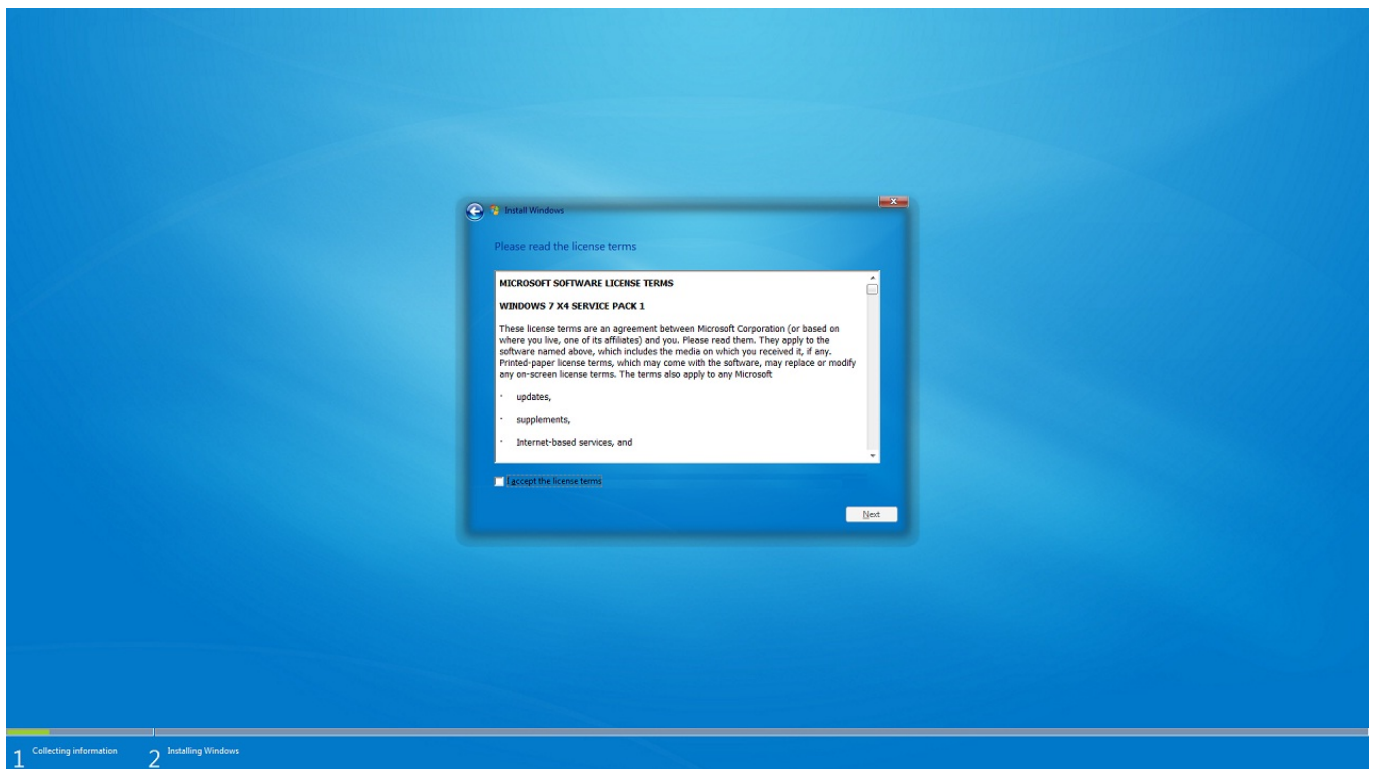 Install Windows
Please read the license terms
MICROSOFT SOFTWARE LICENSE TERMS
WINDOWS 7 X4 SERVICE PACK 1
These license terms are an agreement between Microsoft Corporation (or based on
where you live, one of its affiliates) and you. Please read them. They apply to the
software named above, which includes the media on which you received it, if any.
Printed-paper license terms, which may come with the software, may replace or modify
any on-screen license terms. The terms also apply to any Microsoft
· updates,
· supplements,
· Internet-based services, and
I accept the license terms
Next
1 Collecting information
2 Installing Windows